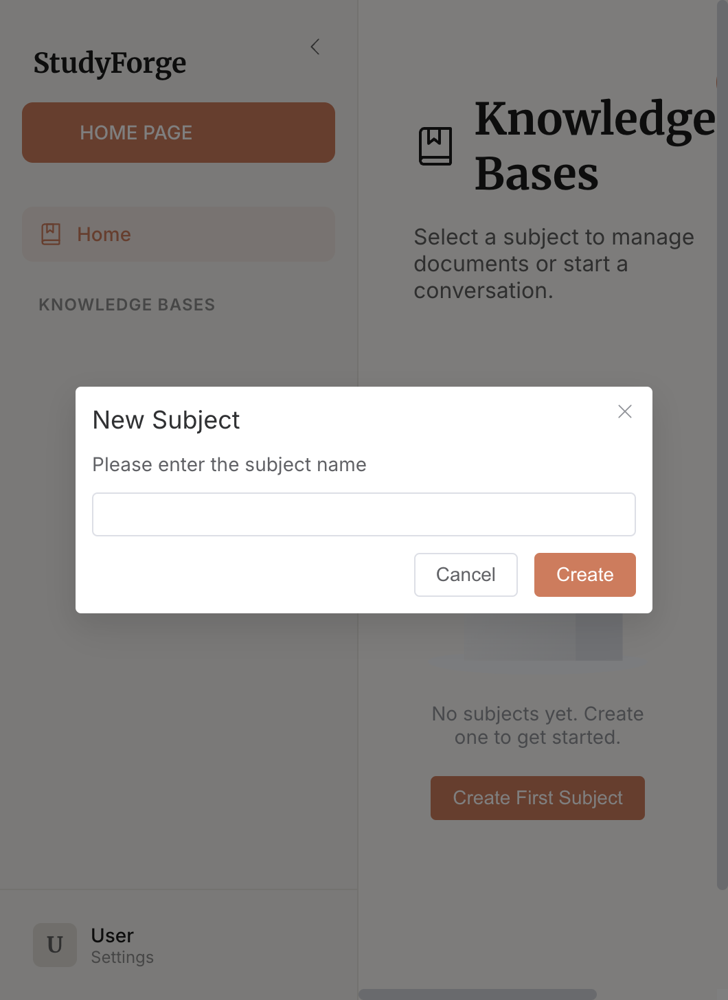 StudyForge
HOME PAGE
Home
KNOWLEDGE BASES
Knowledge
Bases
Select a subject to manage
documents or start a
conversation.
New Subject
Please enter the subject name
Cancel
Create
No subjects yet. Create
one to get started.
Create First Subject
U
User
Settings